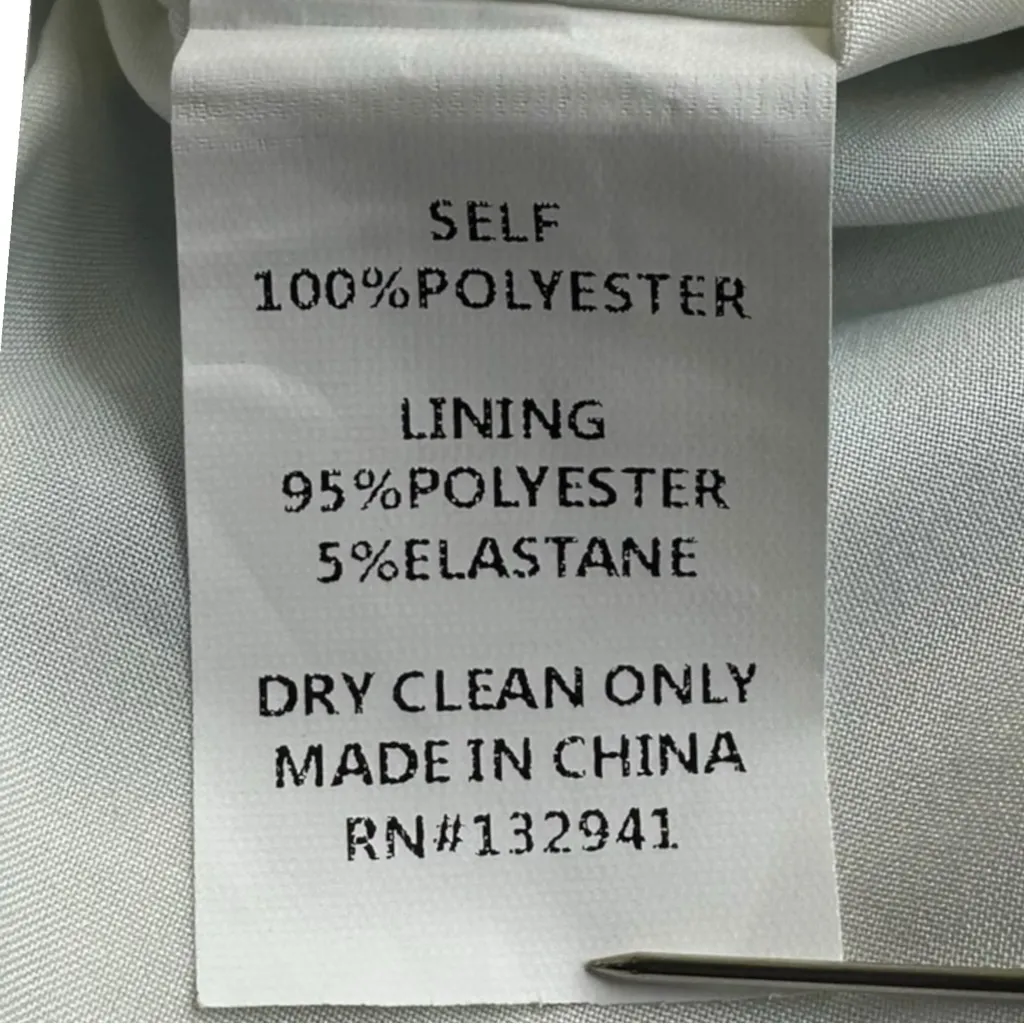 SELF
100%POLYESTER
LINING
95%POLYESTER
5%ELASTANE
DRY CLEAN ONLY
MADE IN CHINA
RN#132941